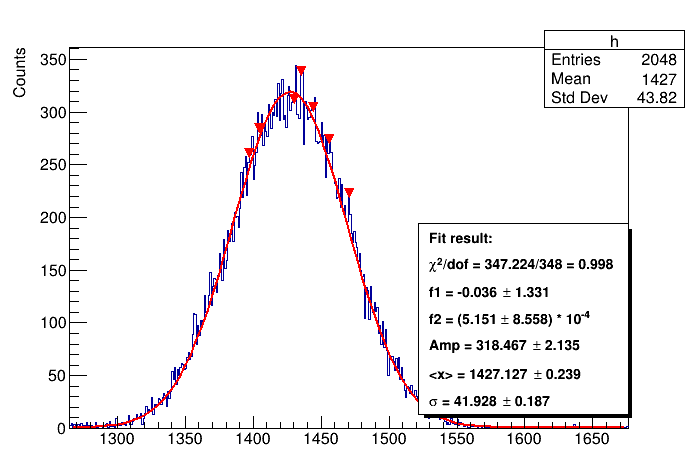 h
Entries 2048
Mean 1427
Std Dev 43.82
Counts
350
300
250
200
150
100
50
0
Fit result:
χ²/dof = 347.224/348 = 0.998
f1 = -0.036 ± 1.331
f2 = (5.151 ± 8.558) * 10⁻⁴
Amp = 318.467 ± 2.135
<x> = 1427.127 ± 0.239
σ = 41.928 ± 0.187
1300 1350 1400 1450 1500 1550 1600 1650